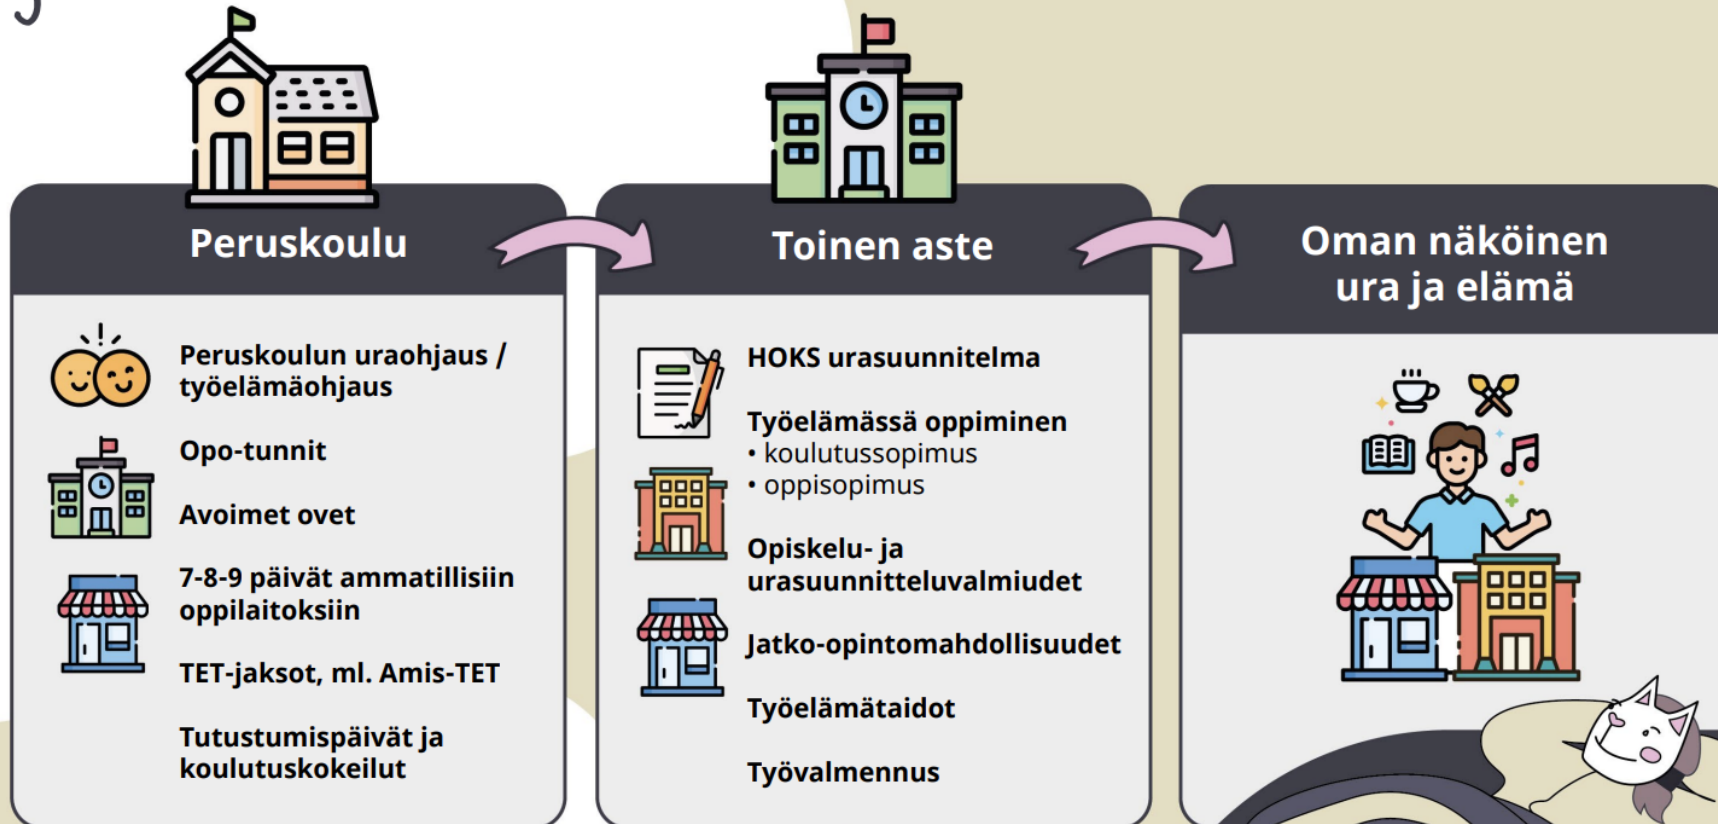 Peruskoulu
Peruskoulun uraohjaus /
työelämäohjaus
Opo-tunnit
Avoimet ovet
7-8-9 päivät ammatillisiin
oppilaitoksiin
TET-jaksot, ml. Amis-TET
Tutustumispäivät ja
koulutuskokeilut
Toinen aste
HOKS urasuunnitelma
Työelämässä oppiminen
• koulutussopimus
• oppisopimus
Opiskelu- ja
urasuunnitteluvalmiudet
Jatko-opintomahdollisuudet
Työelämätaidot
Työvalmennus
Oman näköinen
ura ja elämä